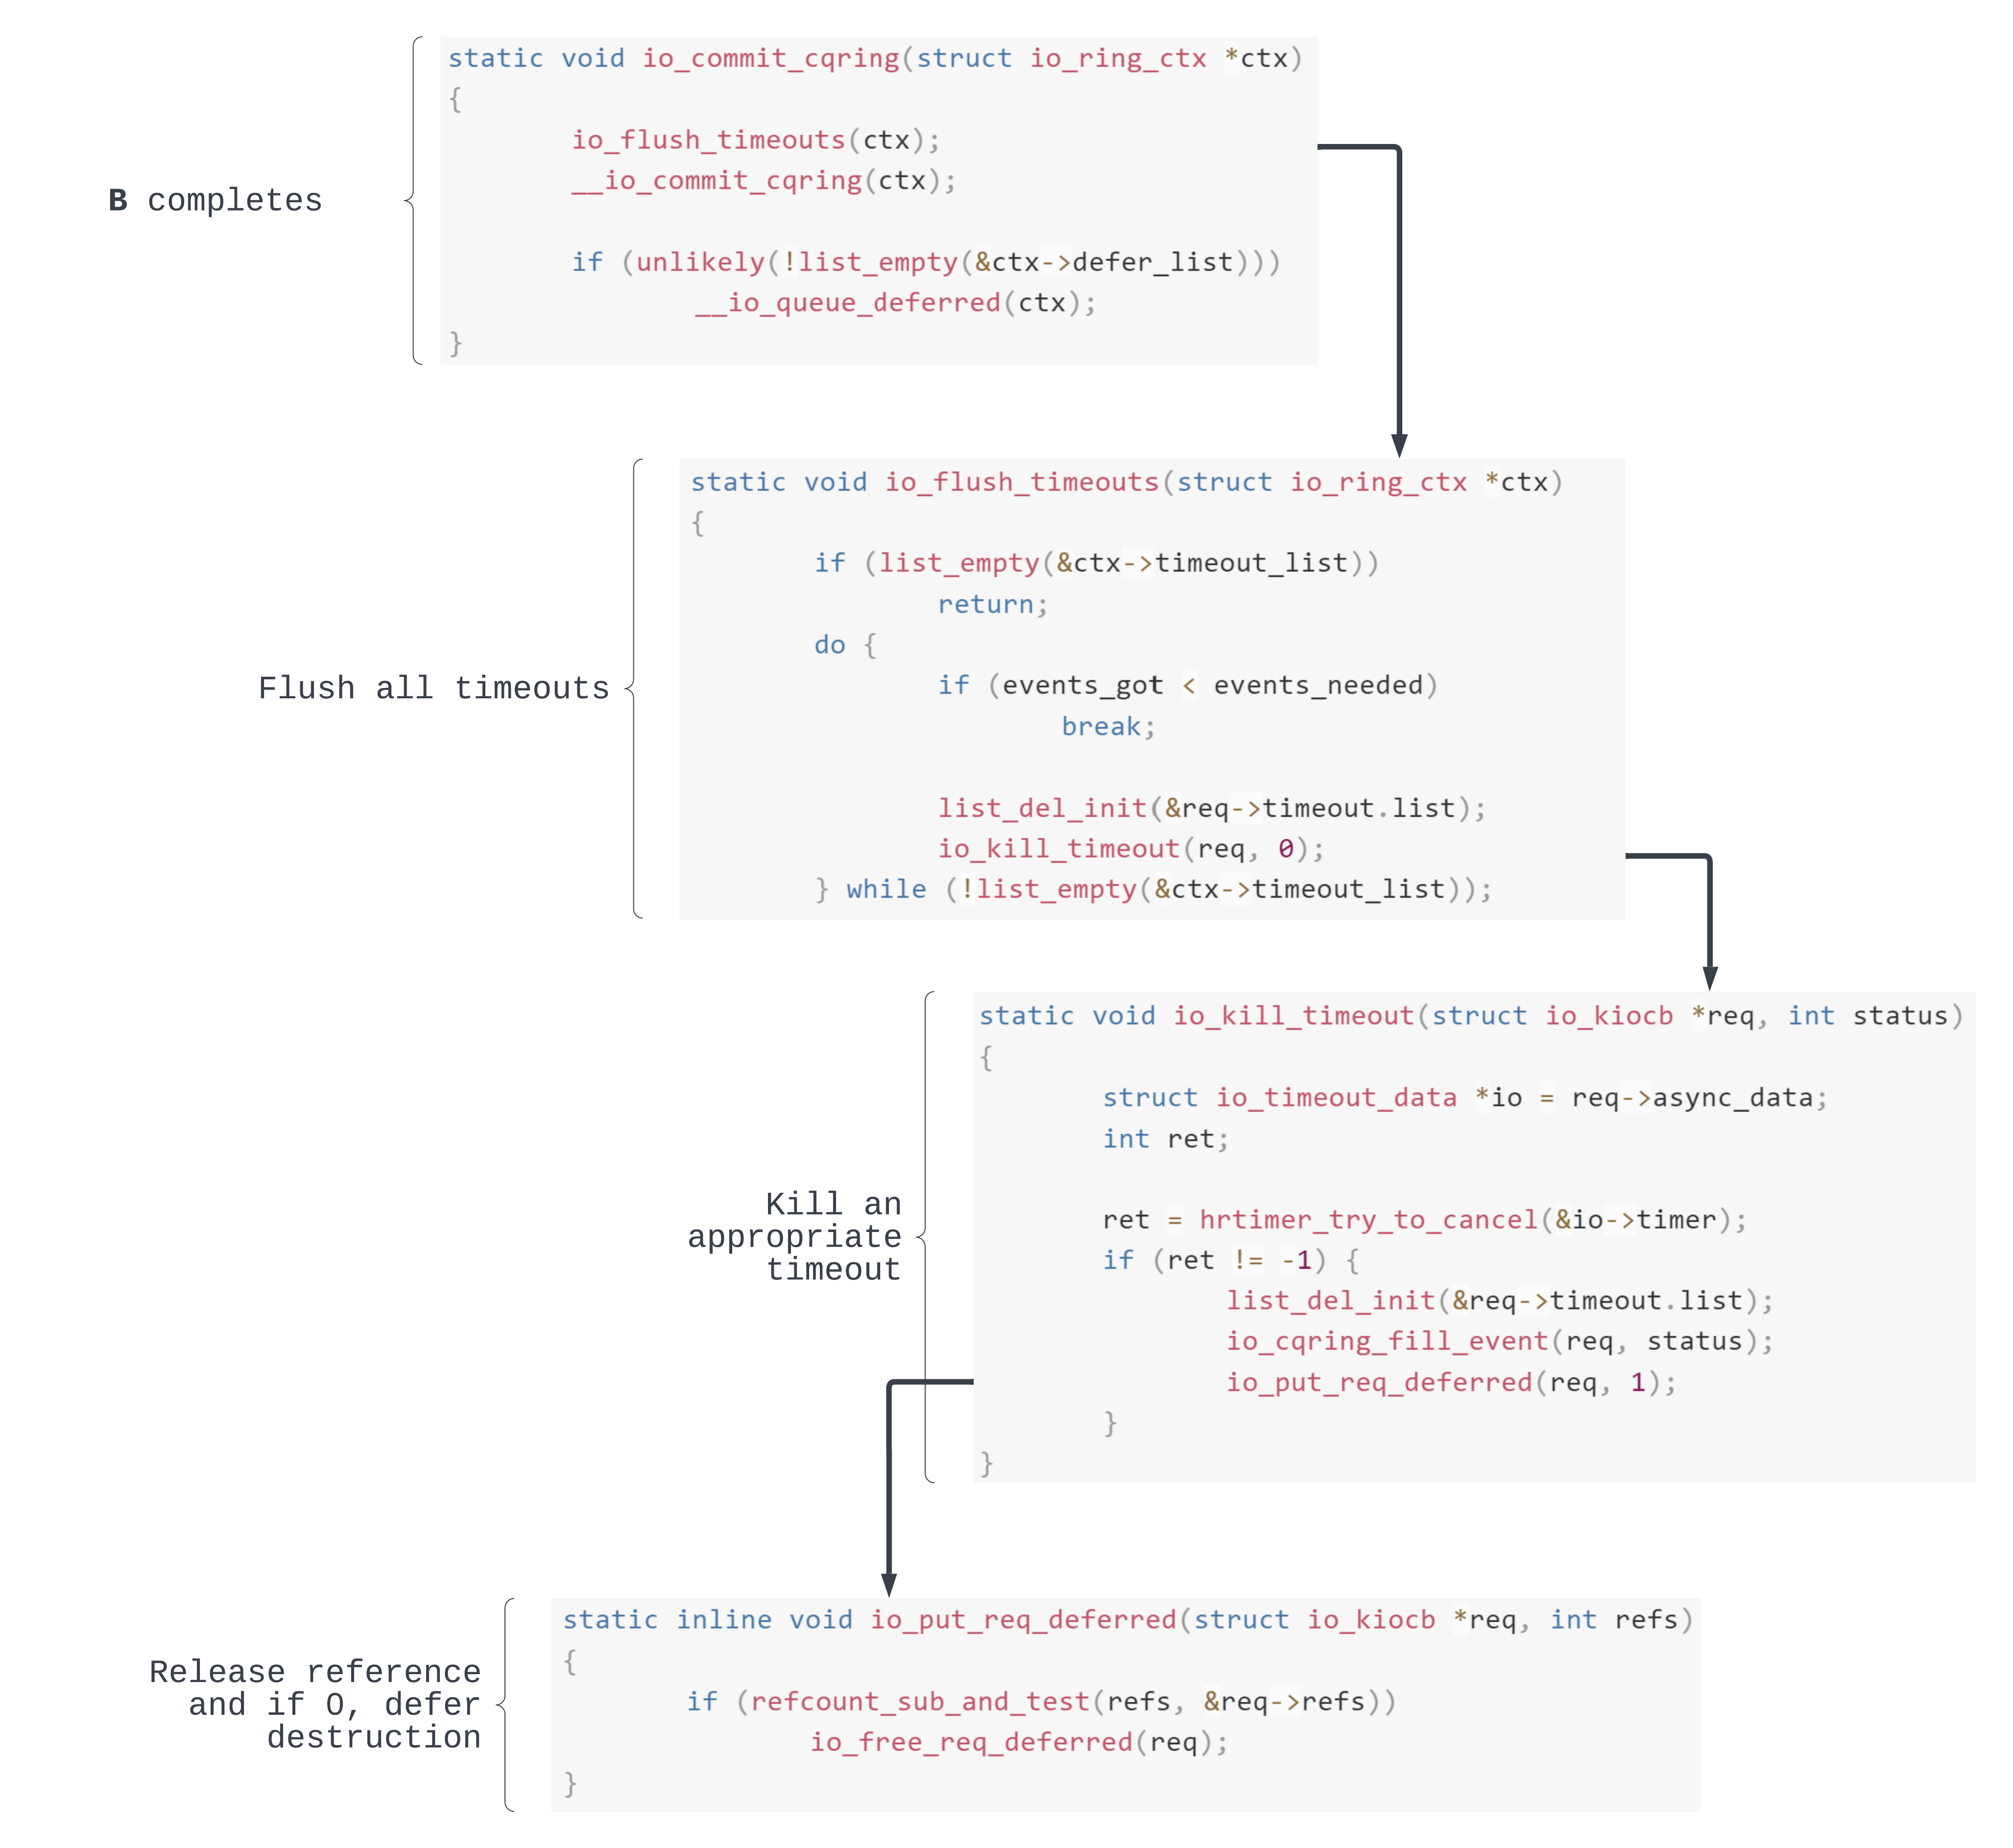 B completes
static void io_commit_cqring(struct io_ring_ctx *ctx)
{
io_flush_timeouts(ctx);
__io_commit_cqring(ctx);
if (unlikely(!list_empty(&ctx->defer_list)))
__io_queue_deferred(ctx);
}
Flush all timeouts
static void io_flush_timeouts(struct io_ring_ctx *ctx)
{
if (list_empty(&ctx->timeout_list))
return;
do {
if (events_got < events_needed)
break;
list_del_init(&req->timeout.list);
io_kill_timeout(req, 0);
} while (!list_empty(&ctx->timeout_list));
Kill an
appropriate
timeout
static void io_kill_timeout(struct io_kiocb *req, int status)
{
struct io_timeout_data *io = req->async_data;
int ret;
ret = hrtimer_try_to_cancel(&io->timer);
if (ret != -1) {
list_del_init(&req->timeout.list);
io_cqring_fill_event(req, status);
io_put_req_deferred(req, 1);
}
}
Release reference
and if 0, defer
destruction
static inline void io_put_req_deferred(struct io_kiocb *req, int refs)
{
if (refcount_sub_and_test(refs, &req->refs))
io_free_req_deferred(req);
}